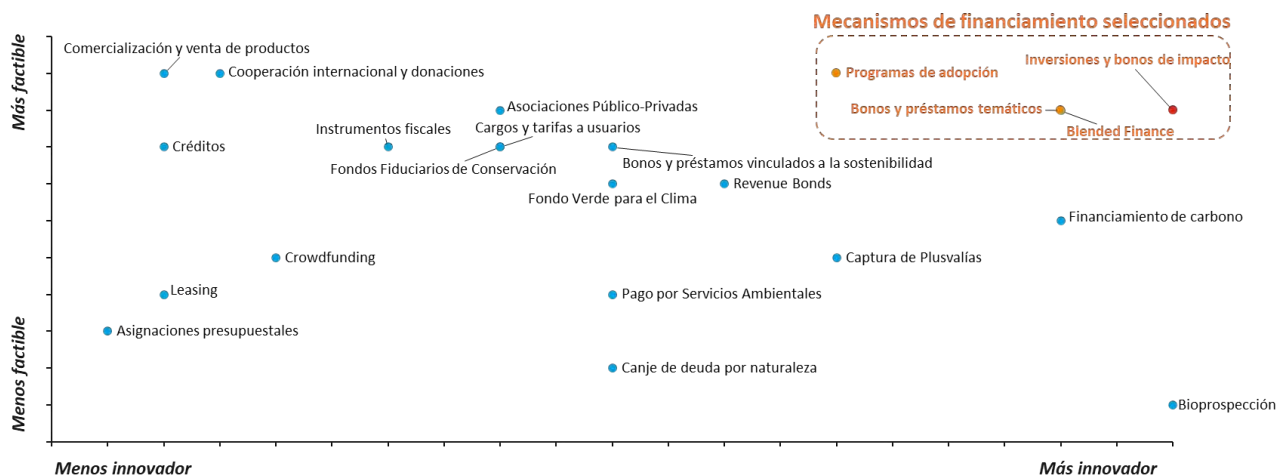 Mecanismos de financiamiento seleccionados
Más factible
Comercialización y venta de productos
Cooperación internacional y donaciones
Programas de adopción
Inversiones y bonos de impacto
Asociaciones Público-Privadas
Bonos y préstamos temáticos
Blended Finance
Instrumentos fiscales
Cargos y tarifas a usuarios
Créditos
Fondos Fiduciarios de Conservación
Bonos y préstamos vinculados a la sostenibilidad
Fondo Verde para el Clima
Revenue Bonds
Financiamiento de carbono
Crowdfunding
Captura de Plusvalías
Leasing
Pago por Servicios Ambientales
Menos factible
Asignaciones presupuestales
Canje de deuda por naturaleza
Bioprospección
Menos innovador
Más innovador